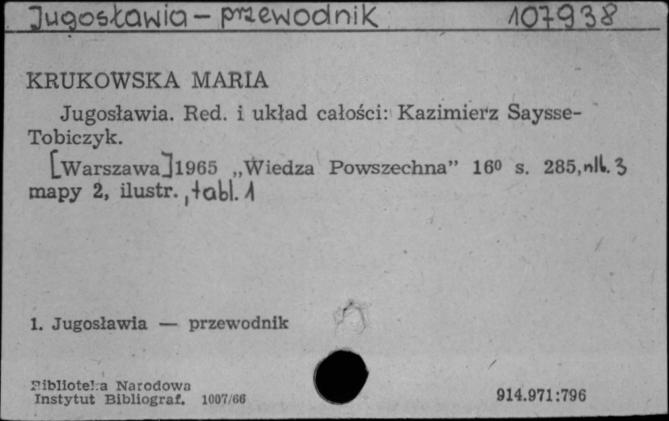 Jugosławia – przewodnik 107938
KRUKOWSKA MARIA
Jugosławia. Red. i układ całości: Kazimierz Saysse-
Tobiczyk.
[Warszawa]1965 „Wiedza Powszechna” 16⁰ s. 285,nlb. 3
mapy 2, ilustr. , tabl. 1
1. Jugosławia — przewodnik
Biblioteka Narodowa
Instytut Bibliograf. 1007/66
914.971:796